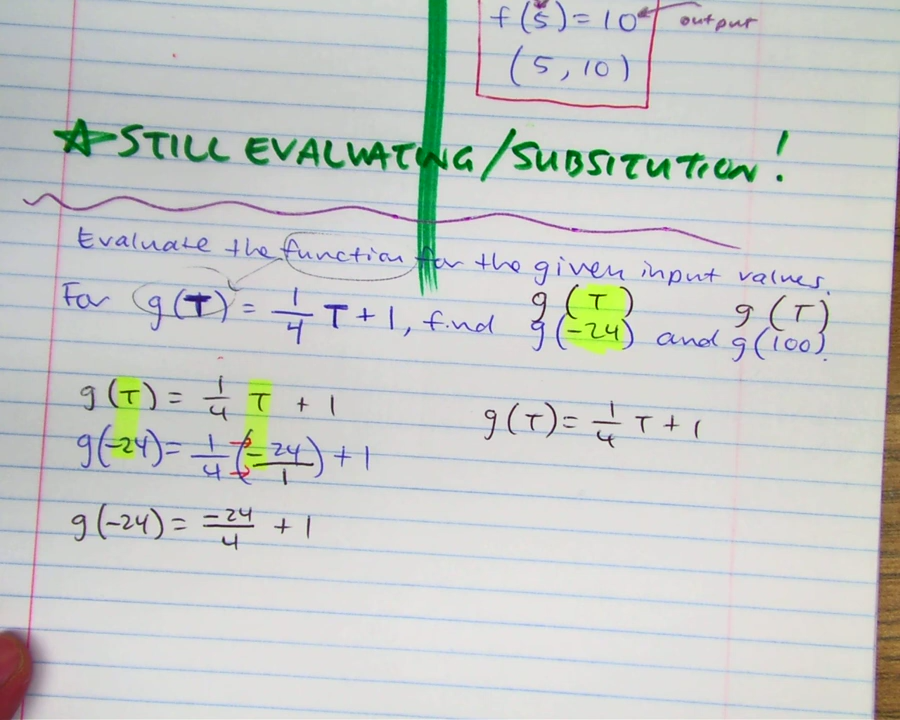 f(5) = 10 output
(5, 10)
☆ STILL EVALUATING/SUBSITUTION!
Evaluate the function for the given input values.
g(T) g(T)
For g(T) = 1/4 T + 1, find g(-24) and g(100).
g(T) = 1/4 T + 1
g(T) = 1/4 T + 1
g(-24) = 1/4 (-24/1) + 1
g(-24) = -24/4 + 1